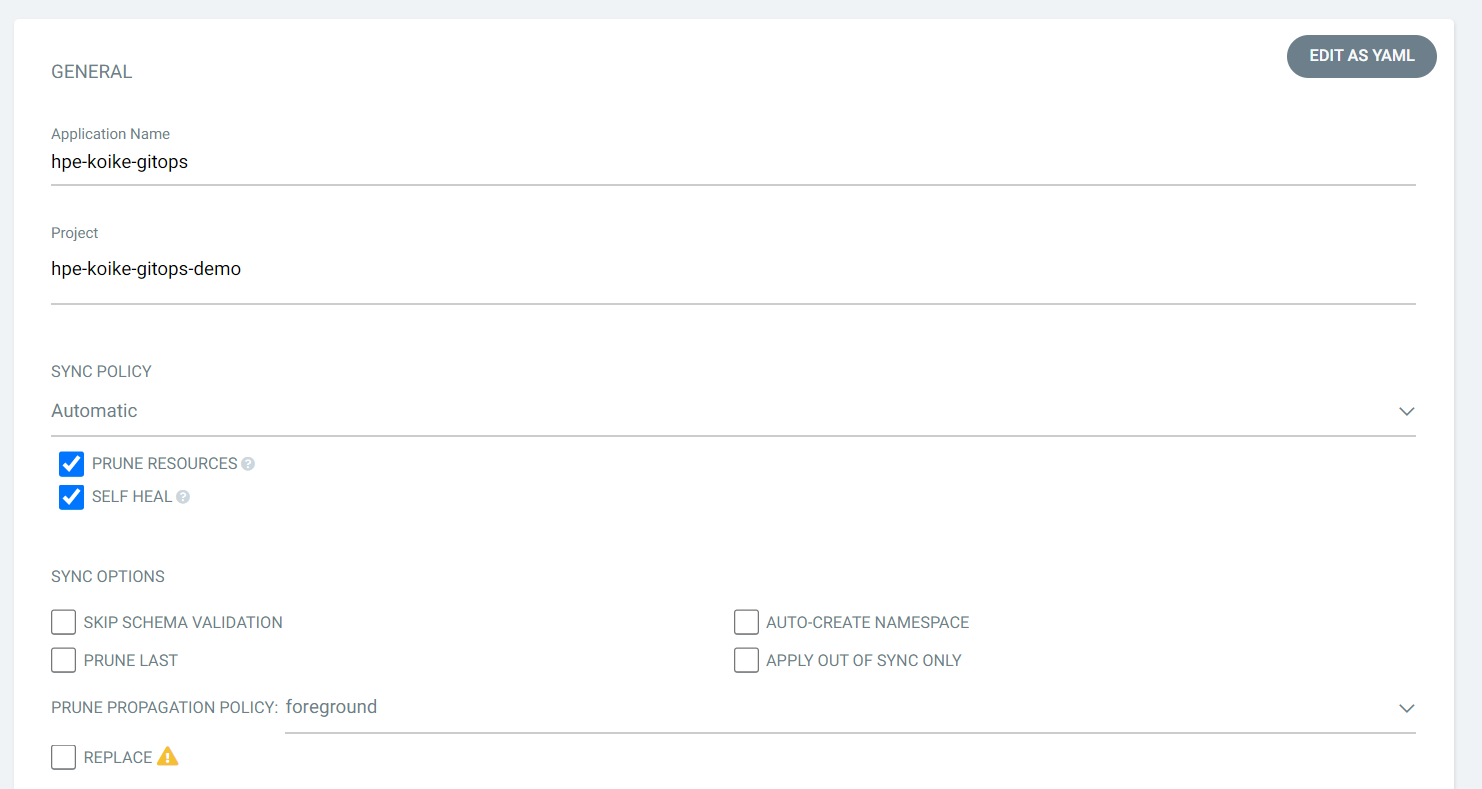 GENERAL
EDIT AS YAML
Application Name
hpe-koike-gitops
Project
hpe-koike-gitops-demo
SYNC POLICY
Automatic
PRUNE RESOURCES ?
SELF HEAL ?
SYNC OPTIONS
SKIP SCHEMA VALIDATION
AUTO-CREATE NAMESPACE
PRUNE LAST
APPLY OUT OF SYNC ONLY
PRUNE PROPAGATION POLICY: foreground
REPLACE